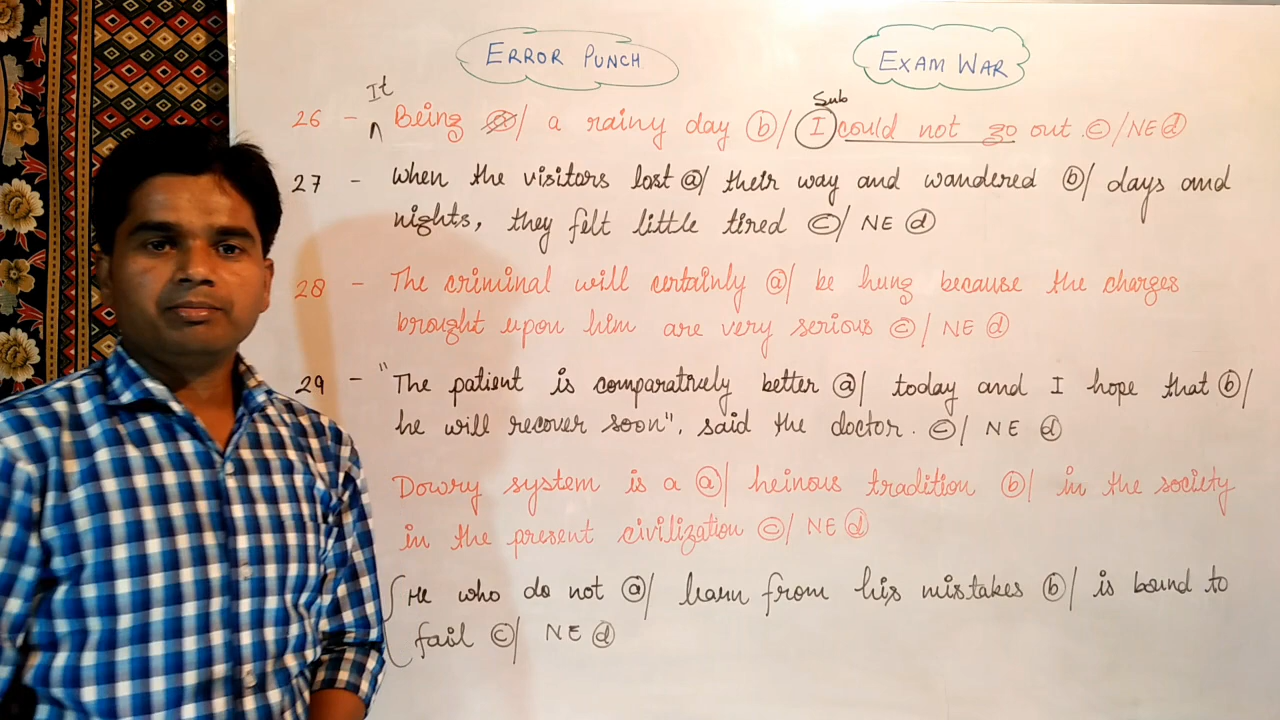 ERROR PUNCH
EXAM WAR
It
Sub
26 - ^ Being ⓐ/ a rainy day ⓑ/ I could not go out. ⓒ/ NE ⓓ
27 - when the visitors lost ⓐ/ their way and wandered ⓑ/ days and
nights, they felt little tired ⓒ/ NE ⓓ
28 - The criminal will certainly ⓐ/ be hung because the charges
brought upon him are very serious ⓒ/ NE ⓓ
29 - "The patient is comparatively better ⓐ/ today and I hope that ⓑ/
he will recover soon", said the doctor. ⓒ/ NE ⓓ
Dowry system is a ⓐ/ heinous tradition ⓑ/ in the society
in the present civilization ⓒ/ NE ⓓ
He who do not ⓐ/ learn from his mistakes ⓑ/ is bound to
fail ⓒ/ NE ⓓ